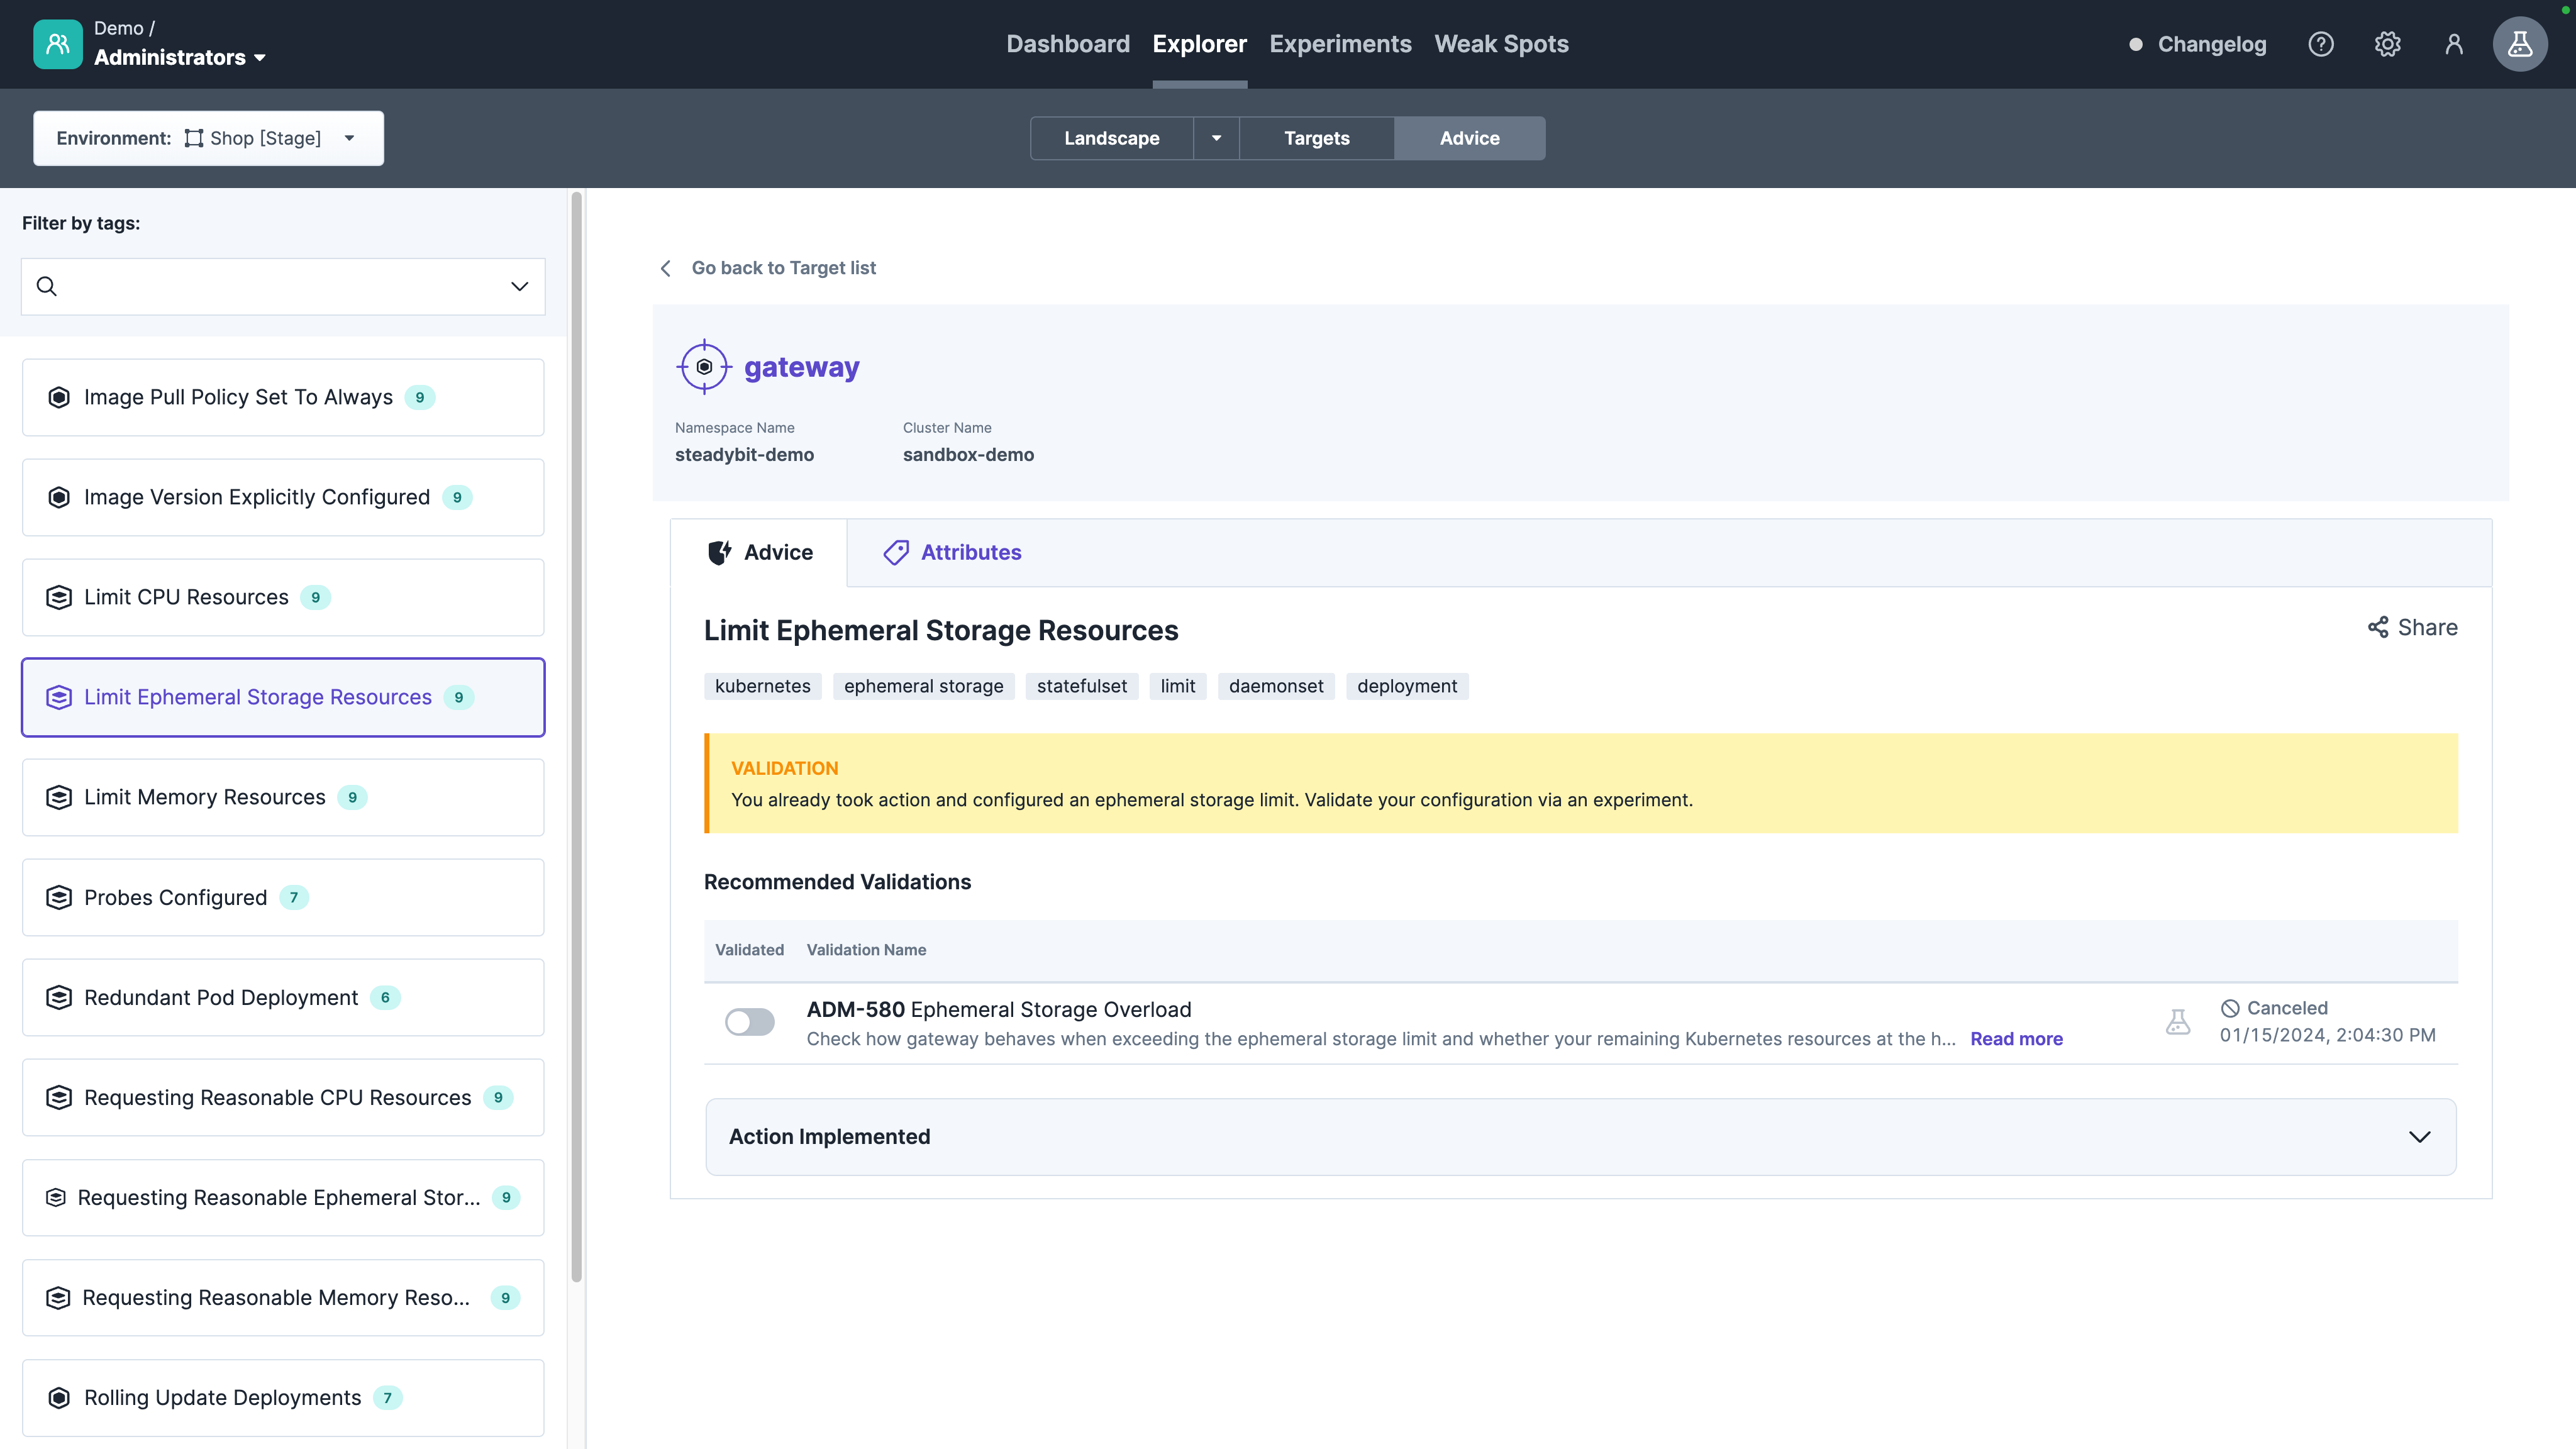 Demo /
Administrators
Dashboard Explorer Experiments Weak Spots
Changelog
Environment: Shop [Stage]
Landscape Targets Advice
Filter by tags:
Image Pull Policy Set To Always 9
Image Version Explicitly Configured 9
Limit CPU Resources 9
Limit Ephemeral Storage Resources 9
Limit Memory Resources 9
Probes Configured 7
Redundant Pod Deployment 6
Requesting Reasonable CPU Resources 9
Requesting Reasonable Ephemeral Stor... 9
Requesting Reasonable Memory Reso... 9
Rolling Update Deployments 7
Go back to Target list
gateway
Namespace Name Cluster Name
steadybit-demo sandbox-demo
Advice Attributes
Limit Ephemeral Storage Resources
Share
kubernetes ephemeral storage statefulset limit daemonset deployment
VALIDATION
You already took action and configured an ephemeral storage limit. Validate your configuration via an experiment.
Recommended Validations
Validated Validation Name
ADM-580 Ephemeral Storage Overload
Check how gateway behaves when exceeding the ephemeral storage limit and whether your remaining Kubernetes resources at the h... Read more
Canceled
01/15/2024, 2:04:30 PM
Action Implemented